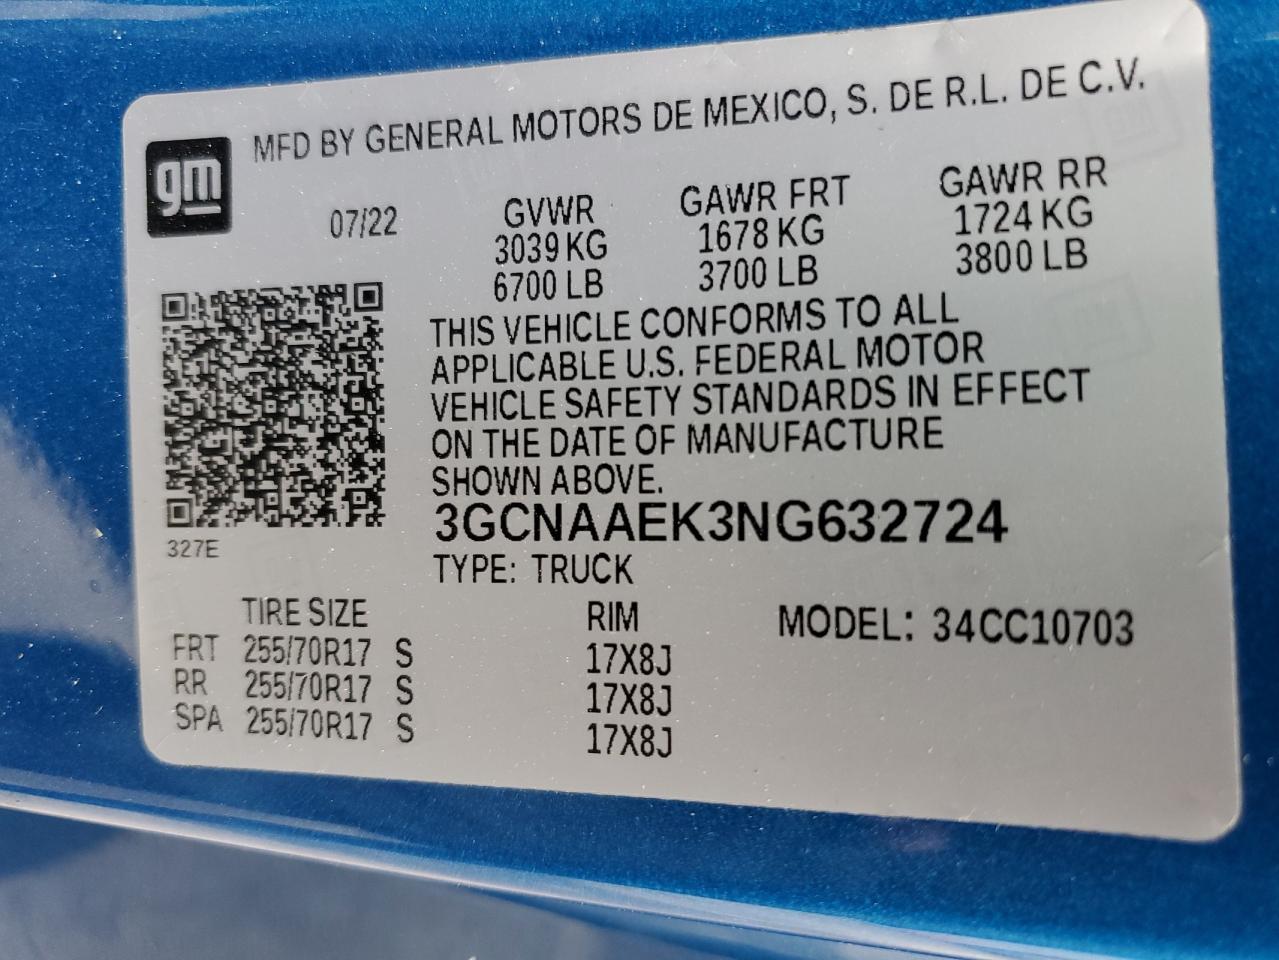 gm
MFD BY GENERAL MOTORS DE MEXICO, S. DE R.L. DE C.V.
07/22
GVWR GAWR FRT GAWR RR
3039 KG 1678 KG 1724 KG
6700 LB 3700 LB 3800 LB
THIS VEHICLE CONFORMS TO ALL
APPLICABLE U.S. FEDERAL MOTOR
VEHICLE SAFETY STANDARDS IN EFFECT
ON THE DATE OF MANUFACTURE
SHOWN ABOVE.
3GCNAAEK3NG632724
327E
TYPE: TRUCK
TIRE SIZE RIM MODEL: 34CC10703
FRT 255/70R17 S 17X8J
RR 255/70R17 S 17X8J
SPA 255/70R17 S 17X8J